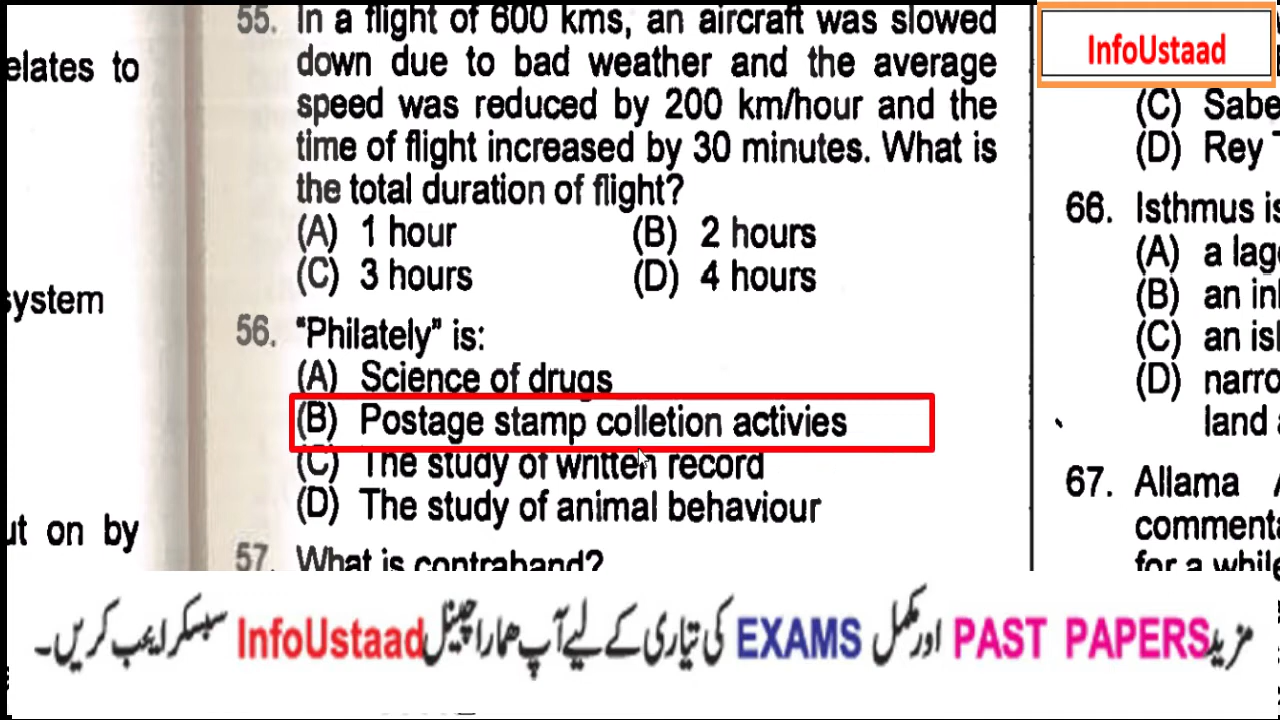 elates to
system
ut on by
55. In a flight of 600 kms, an aircraft was slowed
down due to bad weather and the average
speed was reduced by 200 km/hour and the
time of flight increased by 30 minutes. What is
the total duration of flight?
(A) 1 hour (B) 2 hours
(C) 3 hours (D) 4 hours
56. "Philately" is:
(A) Science of drugs
(B) Postage stamp colletion activies
(C) The study of written record
(D) The study of animal behaviour
57. What is contraband?
InfoUstaad
(C) Sabe
(D) Rey T
66. Isthmus is
(A) a lag
(B) an inl
(C) an isl
(D) narro
land a
67. Allama A
commenta
for a while
مزید PAST PAPERS اور مکمل EXAMS کی تیاری کے لیے آپ ہمارا چینل InfoUstaad سبسکرایب کریں۔